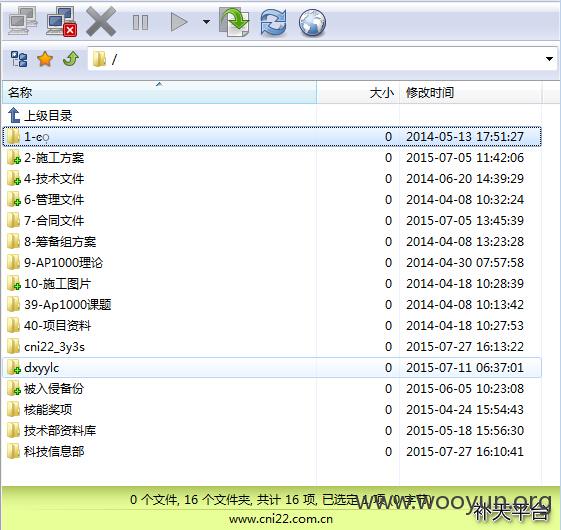 /
名称 大小 修改时间
上级目录
1-co 0 2014-05-13 17:51:27
2-施工方案 0 2015-07-05 11:42:06
4-技术文件 0 2014-06-20 14:39:29
6-管理文件 0 2014-04-08 10:32:24
7-合同文件 0 2015-07-05 13:45:39
8-筹备组方案 0 2014-04-08 13:23:28
9-AP1000理论 0 2014-04-30 07:57:58
10-施工图片 0 2014-04-18 10:28:39
39-Ap1000课题 0 2014-04-08 10:13:42
40-项目资料 0 2014-04-18 10:27:53
cni22_3y3s 0 2015-07-27 16:13:22
dxyylc 0 2015-07-11 06:37:01
被入侵备份 0 2015-06-05 10:23:08
核能奖项 0 2015-04-24 15:54:43
技术部资料库 0 2015-05-18 15:56:30
科技信息部 0 2015-07-27 16:10:41
0 个文件, 16 个文件夹, 共计 16 项, 已选定 1 项 (0 字节)
www.wooyun.org
补天平台
www.cni22.com.cn